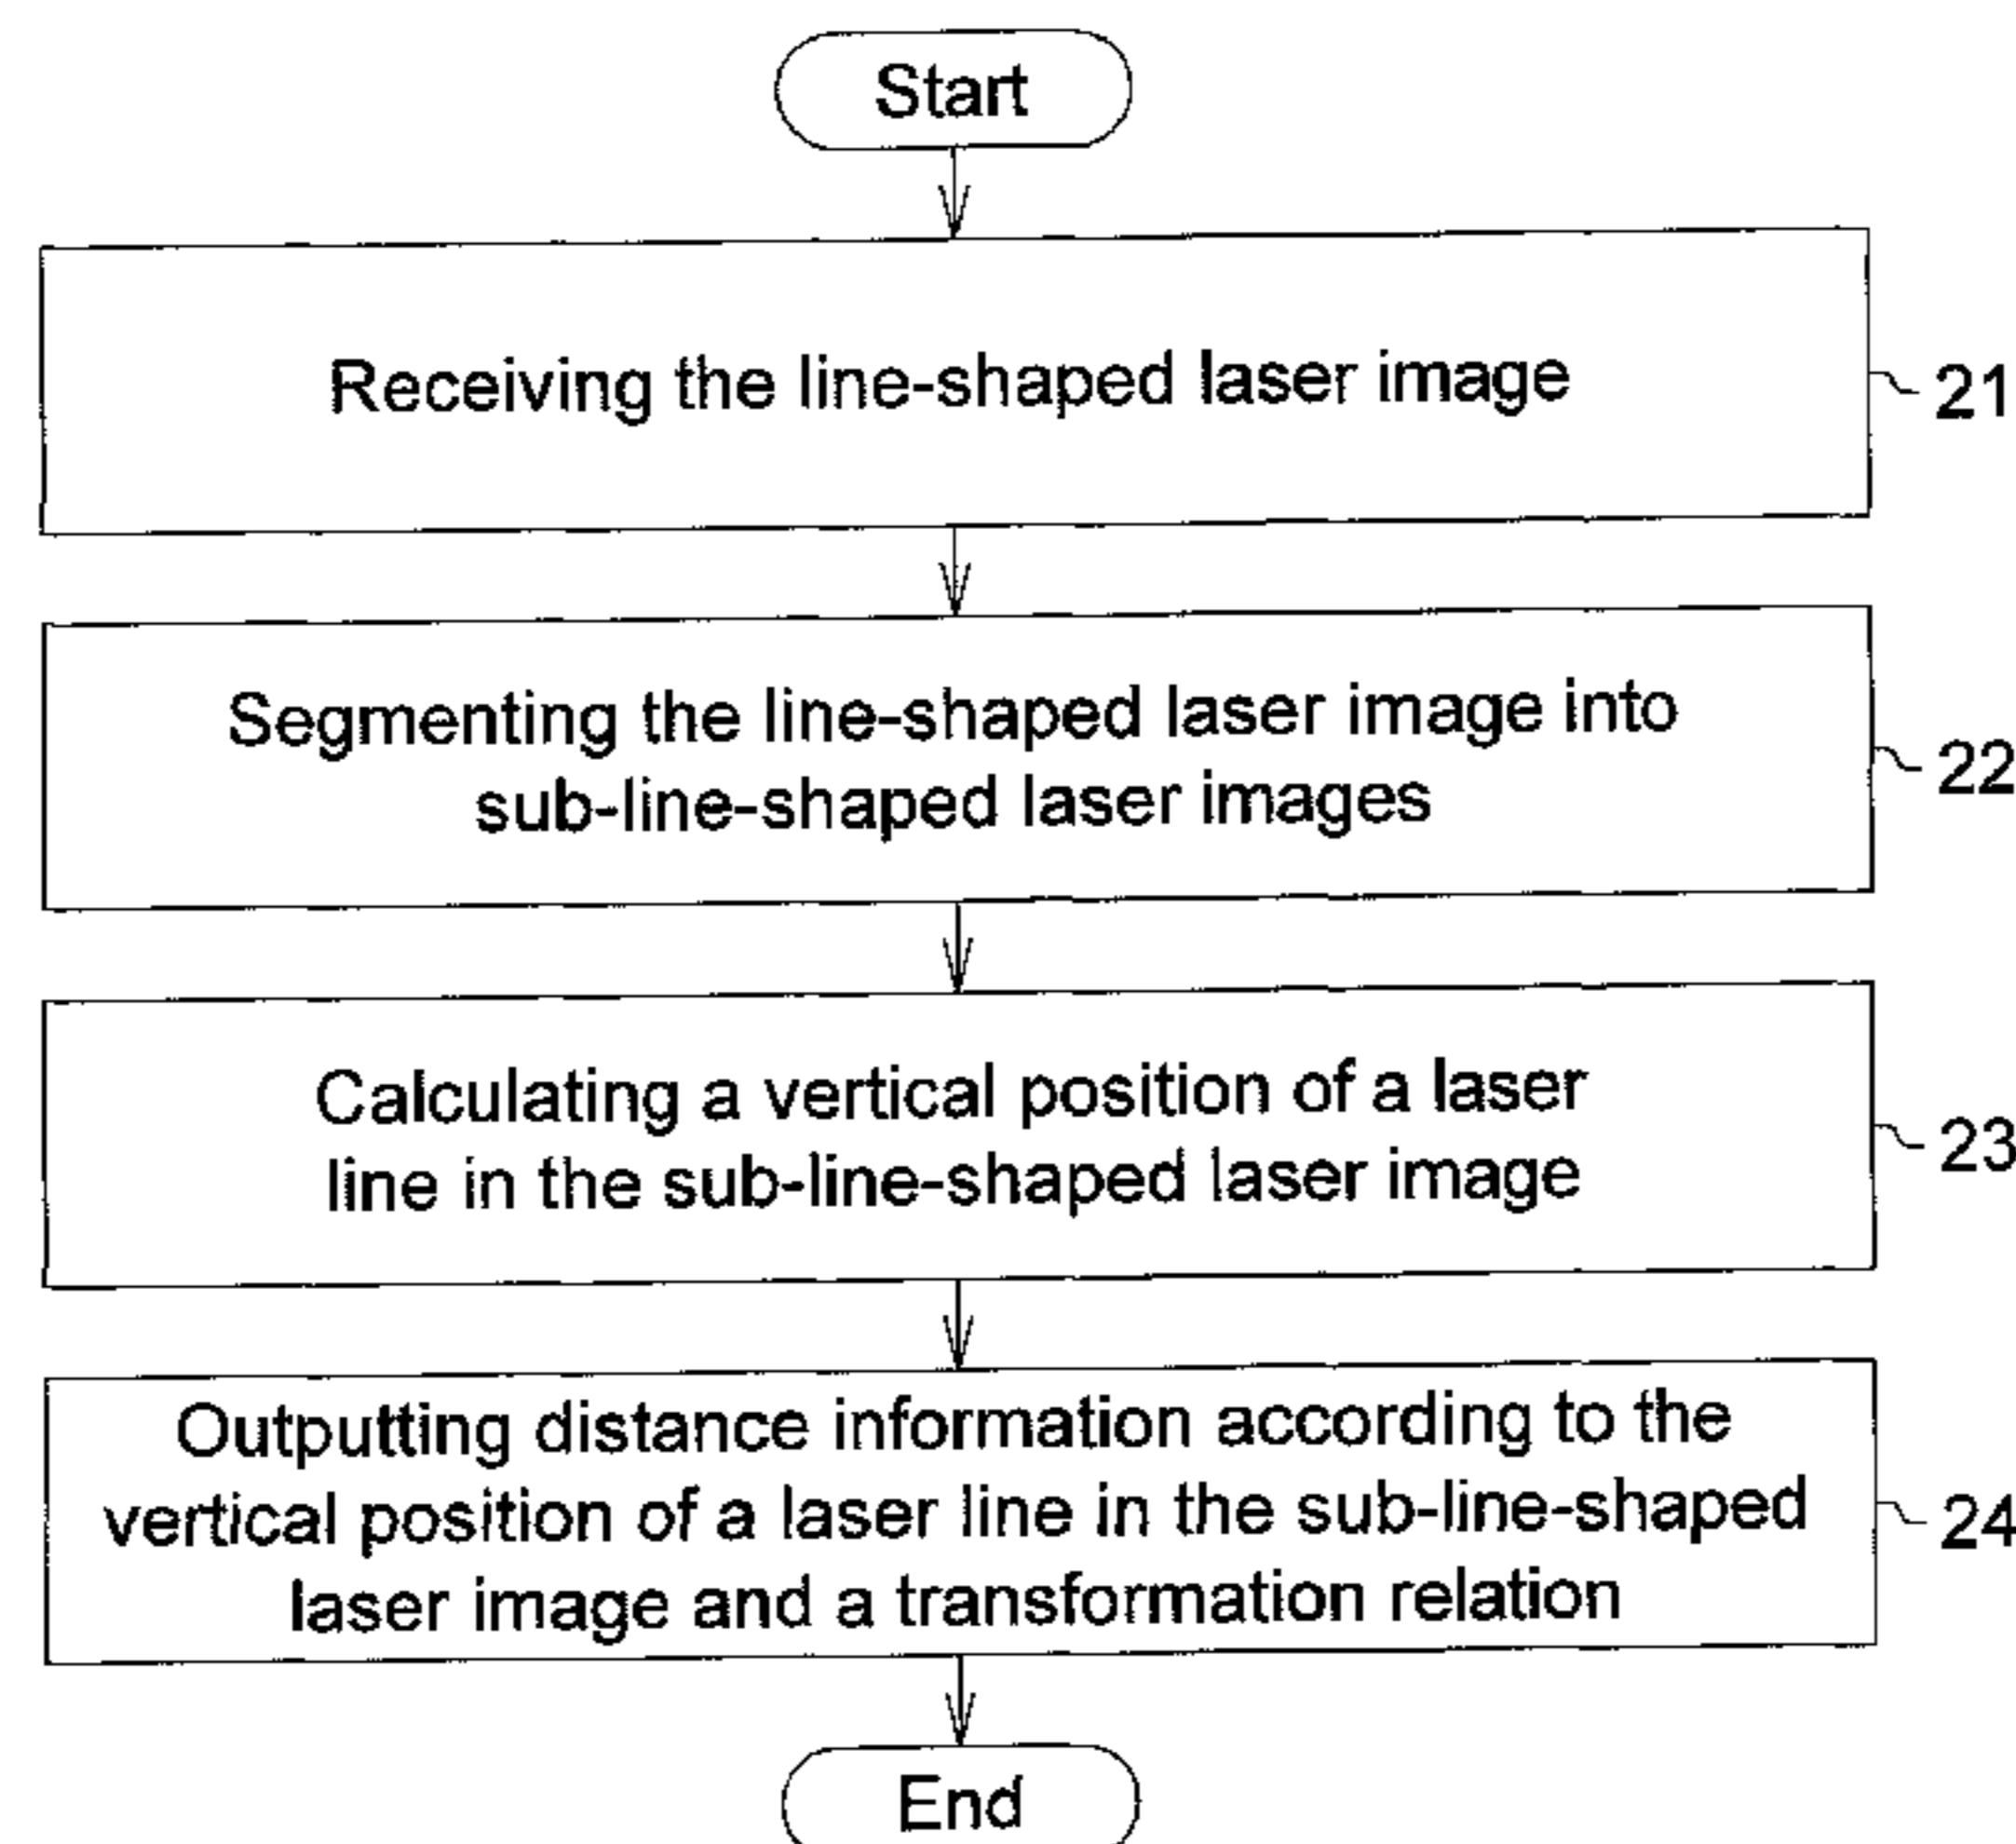 Start
Receiving the line-shaped laser image
21
Segmenting the line-shaped laser image into
sub-line-shaped laser images
22
Calculating a vertical position of a laser
line in the sub-line-shaped laser image
23
Outputting distance information according to the
vertical position of a laser line in the sub-line-shaped
laser image and a transformation relation
24
End